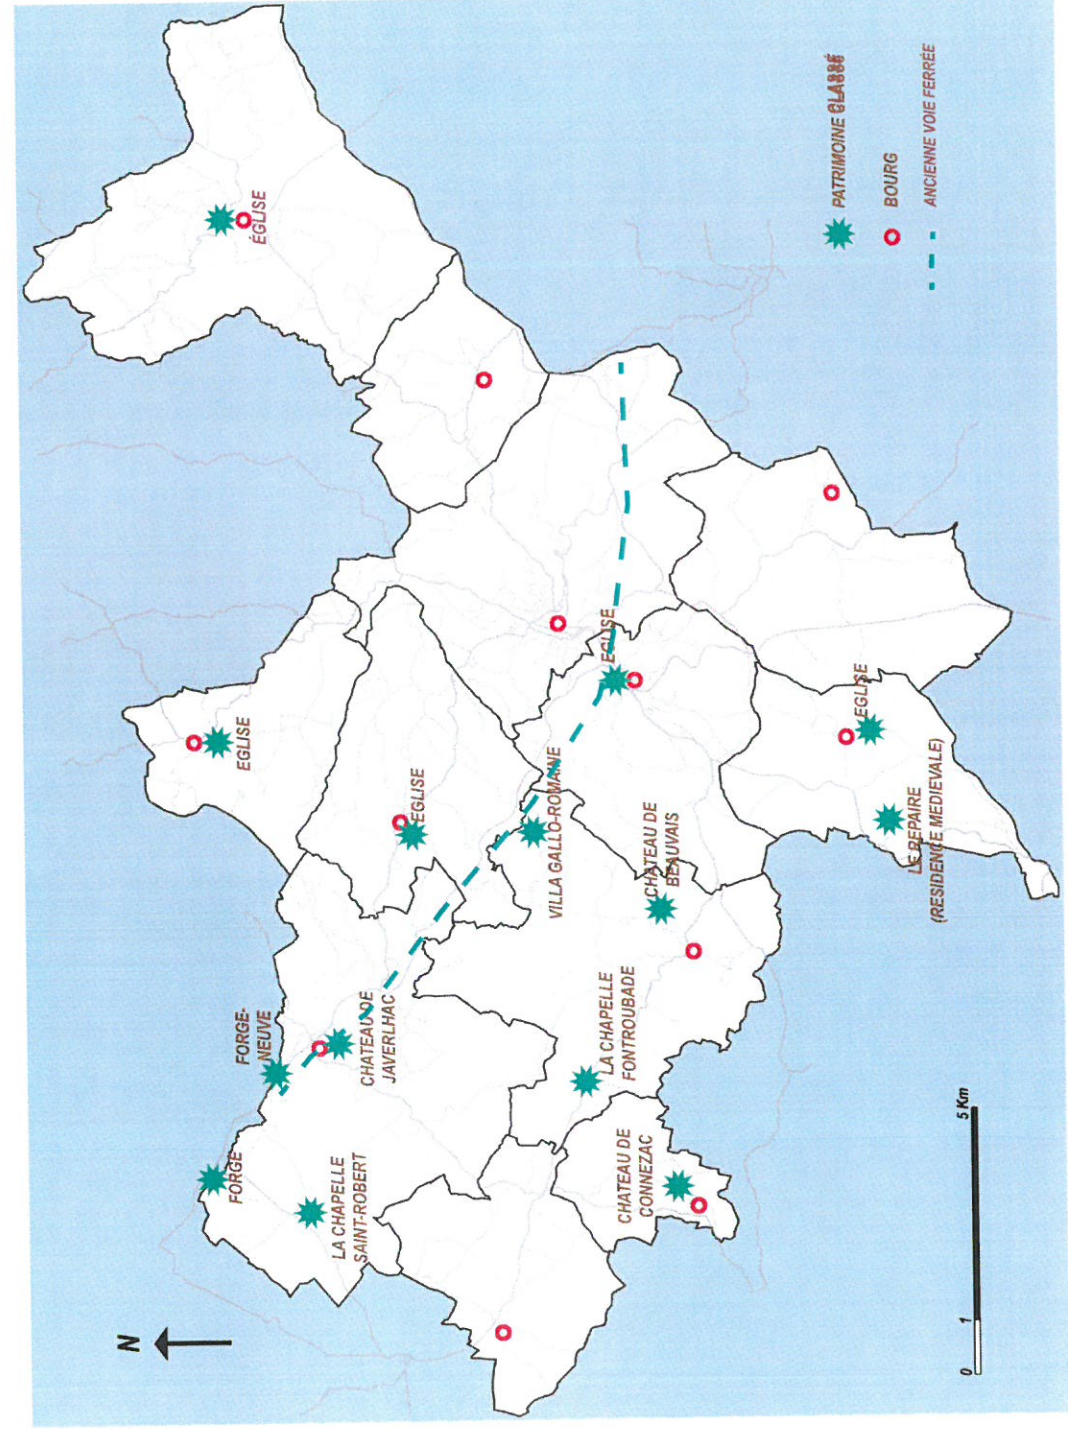 N
FORGE
LA CHAPELLE
SAINT-ROBERT
FORGE-
NEUVE
CHATEAU DE
JAVERLHAC
EGLISE
EGLISE
ÉGLISE
VILLA GALLO-ROMAINE
EGLISE
CHATEAU DE
BEAUVAIS
LA CHAPELLE
FONTROUBADE
CHATEAU DE
CONNEZAC
EGLISE
LE REPAIRE
(RESIDENCE MEDIEVALE)
PATRIMOINE CLASSÉ
BOURG
ANCIENNE VOIE FERRÉE
0 1 5 Km